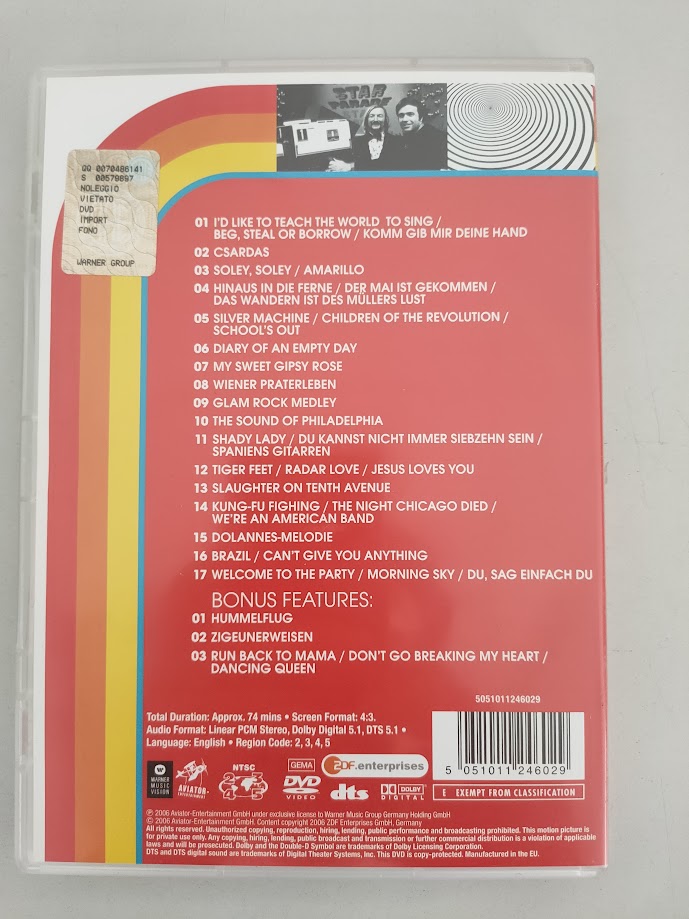 STAR
PARADE
QQ 0070486141
S 00579897
NOLEGGIO
VIETATO
DVD
IMPORT
FONO
WARNER GROUP
01 I'D LIKE TO TEACH THE WORLD TO SING /
BEG, STEAL OR BORROW / KOMM GIB MIR DEINE HAND
02 CSARDAS
03 SOLEY, SOLEY / AMARILLO
04 HINAUS IN DIE FERNE / DER MAI IST GEKOMMEN /
DAS WANDERN IST DES MÜLLERS LUST
05 SILVER MACHINE / CHILDREN OF THE REVOLUTION /
SCHOOL'S OUT
06 DIARY OF AN EMPTY DAY
07 MY SWEET GIPSY ROSE
08 WIENER PRATERLEBEN
09 GLAM ROCK MEDLEY
10 THE SOUND OF PHILADELPHIA
11 SHADY LADY / DU KANNST NICHT IMMER SIEBZEHN SEIN /
SPANIENS GITARREN
12 TIGER FEET / RADAR LOVE / JESUS LOVES YOU
13 SLAUGHTER ON TENTH AVENUE
14 KUNG-FU FIGHING / THE NIGHT CHICAGO DIED /
WE'RE AN AMERICAN BAND
15 DOLANNES-MELODIE
16 BRAZIL / CAN'T GIVE YOU ANYTHING
17 WELCOME TO THE PARTY / MORNING SKY / DU, SAG EINFACH DU
BONUS FEATURES:
01 HUMMELFLUG
02 ZIGEUNERWEISEN
03 RUN BACK TO MAMA / DON'T GO BREAKING MY HEART /
DANCING QUEEN
5051011246029
Total Duration: Approx. 74 mins • Screen Format: 4:3.
Audio Format: Linear PCM Stereo, Dolby Digital 5.1, DTS 5.1 •
Language: English • Region Code: 2, 3, 4, 5
5 051011 246029
WARNER
MUSIC
VISION
AVIATOR
ENTERTAINMENT
NTSC
2 3
4 5
GEMA
DVD
VIDEO
ZDF.enterprises
dts
DOLBY
DIGITAL
E EXEMPT FROM CLASSIFICATION
℗ 2006 Aviator-Entertainment GmbH under exclusive license to Warner Music Group Germany Holding GmbH
© 2006 Aviator-Entertainment GmbH. Content copyright 2006 ZDF Enterprises GmbH, Germany
All rights reserved. Unauthorized copying, reproduction, hiring, lending, public performance and broadcasting prohibited. This motion picture is
for private use only. Any copying, hiring, lending, public broadcast and transmission or further commercial distribution is a violation of applicable
laws and will be prosecuted. Dolby and the Double-D Symbol are trademarks of Dolby Licensing Corporation.
DTS and DTS digital sound are trademarks of Digital Theater Systems, Inc. This DVD is copy-protected. Manufactured in the EU.